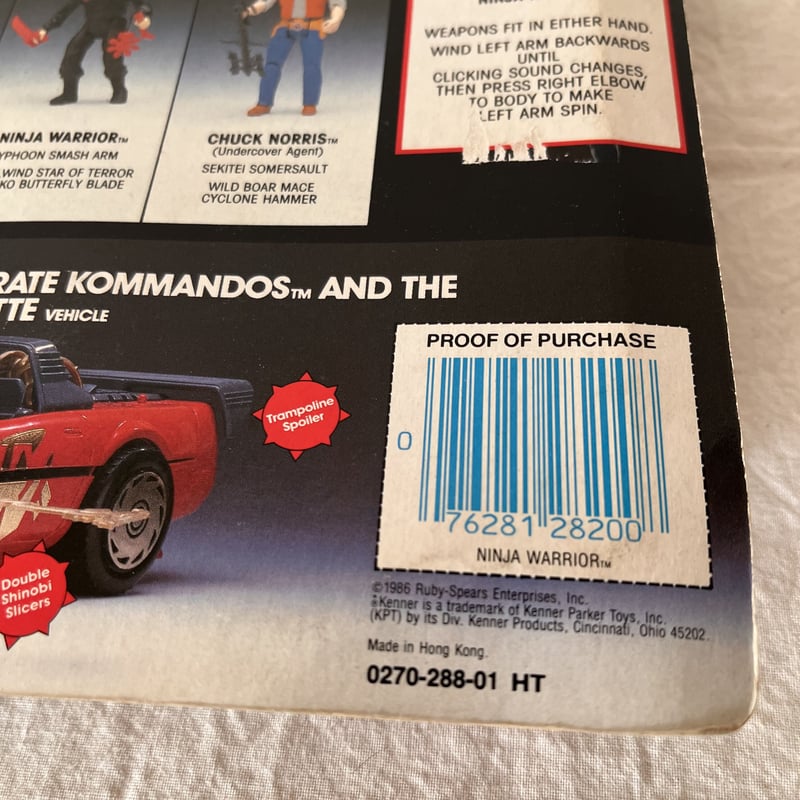 WEAPONS FIT IN EITHER HAND.
WIND LEFT ARM BACKWARDS
UNTIL
CLICKING SOUND CHANGES,
THEN PRESS RIGHT ELBOW
TO BODY TO MAKE
LEFT ARM SPIN.
NINJA WARRIOR™
YPHOON SMASH ARM
WIND STAR OF TERROR
KO BUTTERFLY BLADE
CHUCK NORRIS™
(Undercover Agent)
SEKITEI SOMERSAULT
WILD BOAR MACE
CYCLONE HAMMER
RATE KOMMANDOS™ AND THE
TTE VEHICLE
Trampoline
Spoiler
Double
Shinobi
Slicers
PROOF OF PURCHASE
0 76281 28200
NINJA WARRIOR™
©1986 Ruby-Spears Enterprises, Inc.
®Kenner is a trademark of Kenner Parker Toys, Inc.
(KPT) by its Div. Kenner Products, Cincinnati, Ohio 45202.
Made in Hong Kong.
0270-288-01 HT